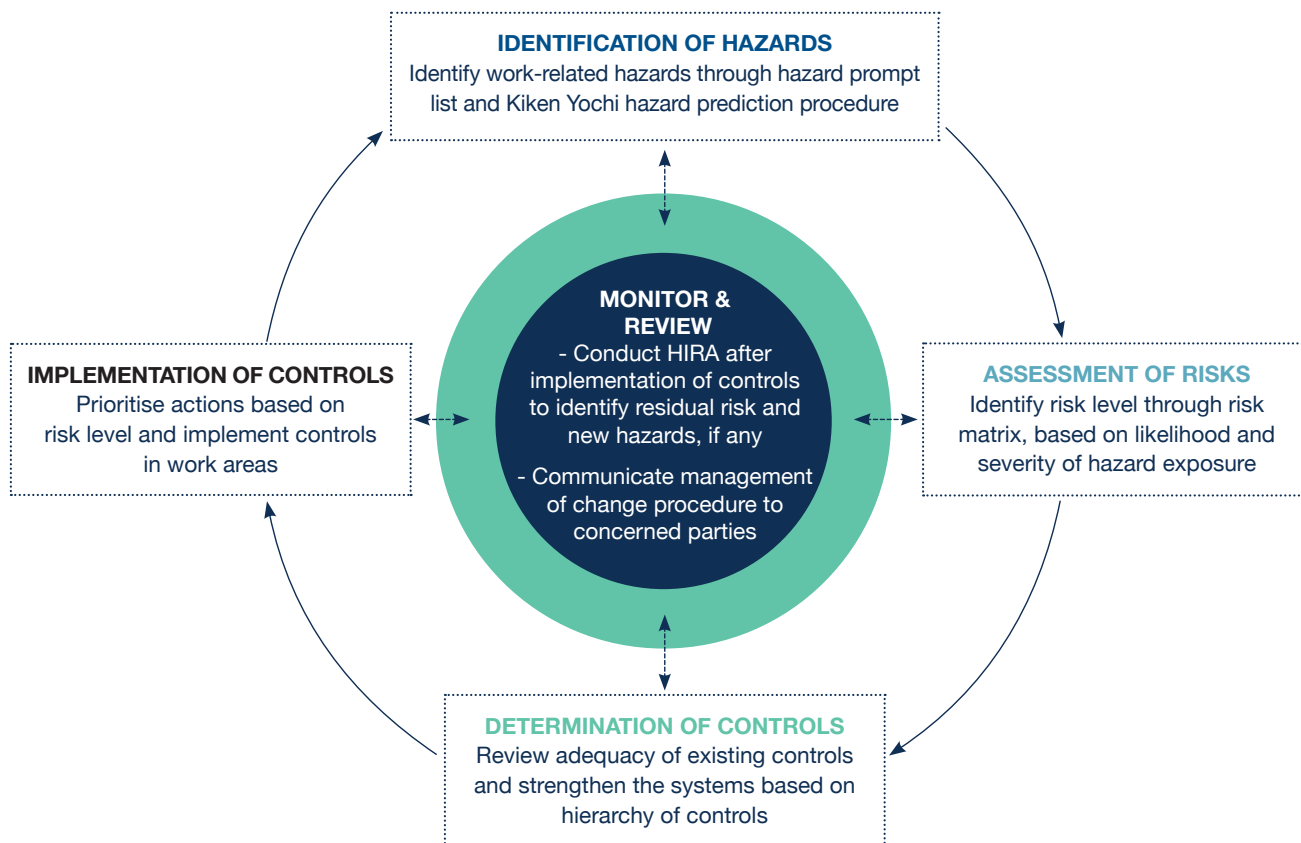 IDENTIFICATION OF HAZARDS
Identify work-related hazards through hazard prompt
list and Kiken Yochi hazard prediction procedure
MONITOR &
REVIEW
- Conduct HIRA after
implementation of controls
to identify residual risk and
new hazards, if any
- Communicate management
of change procedure to
concerned parties
IMPLEMENTATION OF CONTROLS
Prioritise actions based on
risk level and implement controls
in work areas
ASSESSMENT OF RISKS
Identify risk level through risk
matrix, based on likelihood and
severity of hazard exposure
DETERMINATION OF CONTROLS
Review adequacy of existing controls
and strengthen the systems based on
hierarchy of controls